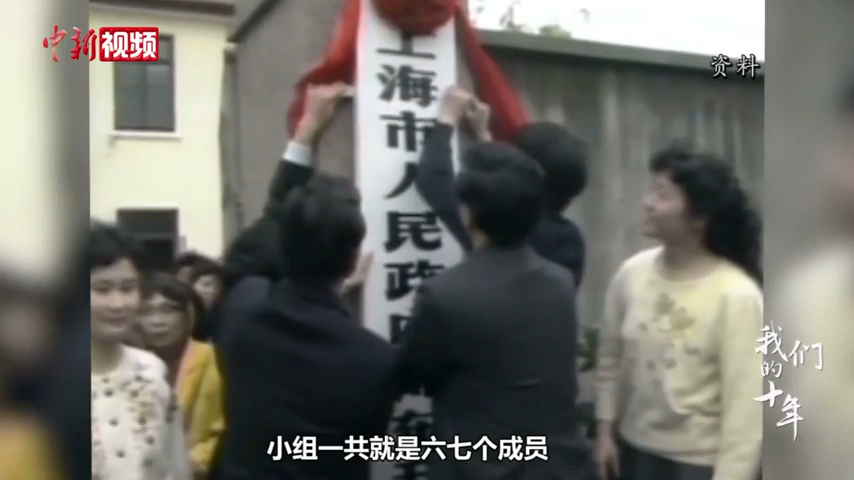 中新视频
资料
上海市人民政府
我们的十年
小组一共就是六七个成员